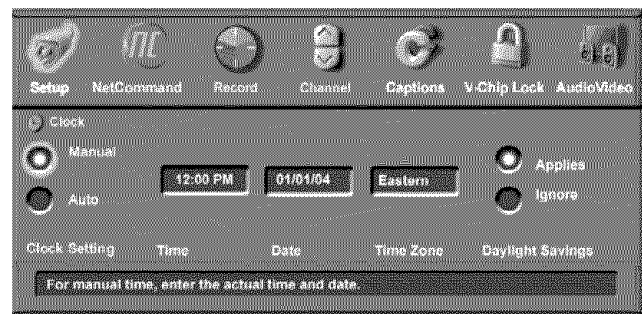 Setup NetCommand Record Channel Captions V-Chip Lock AudioVideo
Clock
Manual
Applies
12:00 PM 01/01/04 Eastern
Auto
Ignore
Clock Setting Time Date Time Zone Daylight Savings
For manual time, enter the actual time and date.